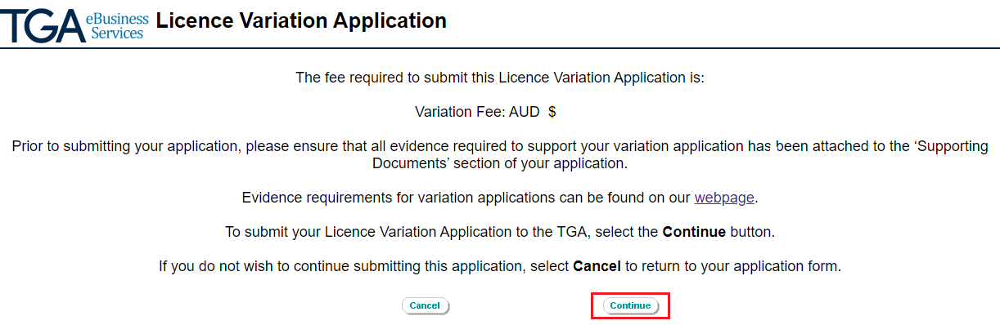 TGA eBusiness Services Licence Variation Application
The fee required to submit this Licence Variation Application is:
Variation Fee: AUD $
Prior to submitting your application, please ensure that all evidence required to support your variation application has been attached to the ‘Supporting
Documents’ section of your application.
Evidence requirements for variation applications can be found on our webpage.
To submit your Licence Variation Application to the TGA, select the Continue button.
If you do not wish to continue submitting this application, select Cancel to return to your application form.
Cancel Continue